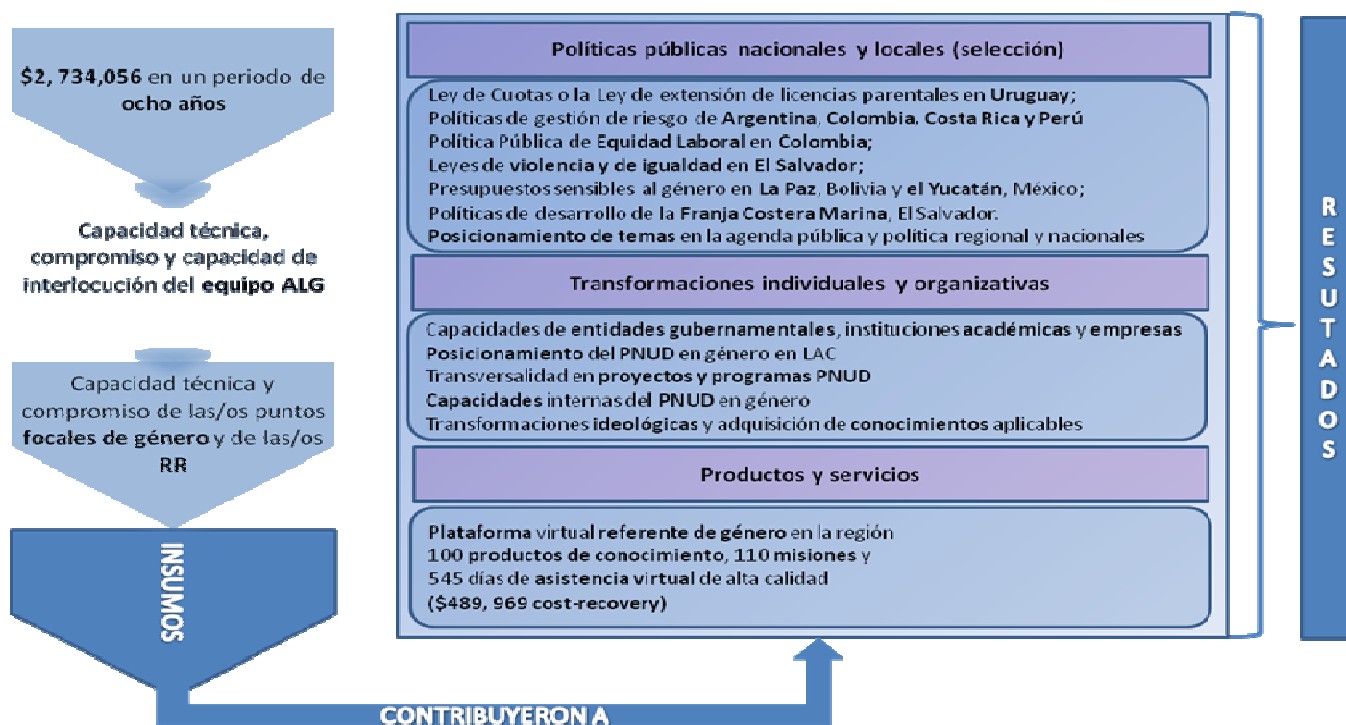 $2, 734,056 en un periodo de
ocho años
Capacidad técnica,
compromiso y capacidad de
interlocución del equipo ALG
Capacidad técnica y
compromiso de las/os puntos
focales de género y de las/os
RR
INSUMOS
CONTRIBUYERON A
Políticas públicas nacionales y locales (selección)
Ley de Cuotas o la Ley de extensión de licencias parentales en Uruguay;
Políticas de gestión de riesgo de Argentina, Colombia, Costa Rica y Perú
Política Pública de Equidad Laboral en Colombia;
Leyes de violencia y de igualdad en El Salvador;
Presupuestos sensibles al género en La Paz, Bolivia y el Yucatán, México;
Políticas de desarrollo de la Franja Costera Marina, El Salvador.
Posicionamiento de temas en la agenda pública y política regional y nacionales
Transformaciones individuales y organizativas
Capacidades de entidades gubernamentales, instituciones académicas y empresas
Posicionamiento del PNUD en género en LAC
Transversalidad en proyectos y programas PNUD
Capacidades internas del PNUD en género
Transformaciones ideológicas y adquisición de conocimientos aplicables
Productos y servicios
Plataforma virtual referente de género en la región
100 productos de conocimiento, 110 misiones y
545 días de asistencia virtual de alta calidad
($489, 969 cost-recovery)
RESUTADOS